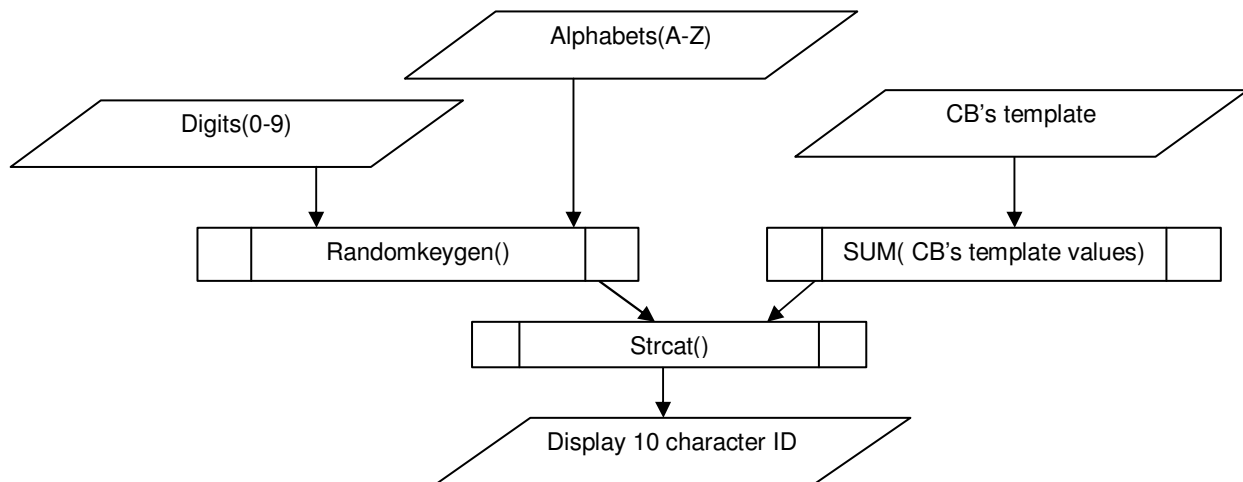 Alphabets(A-Z)
Digits(0-9)
CB’s template
Randomkeygen()
SUM( CB’s template values)
Strcat()
Display 10 character ID